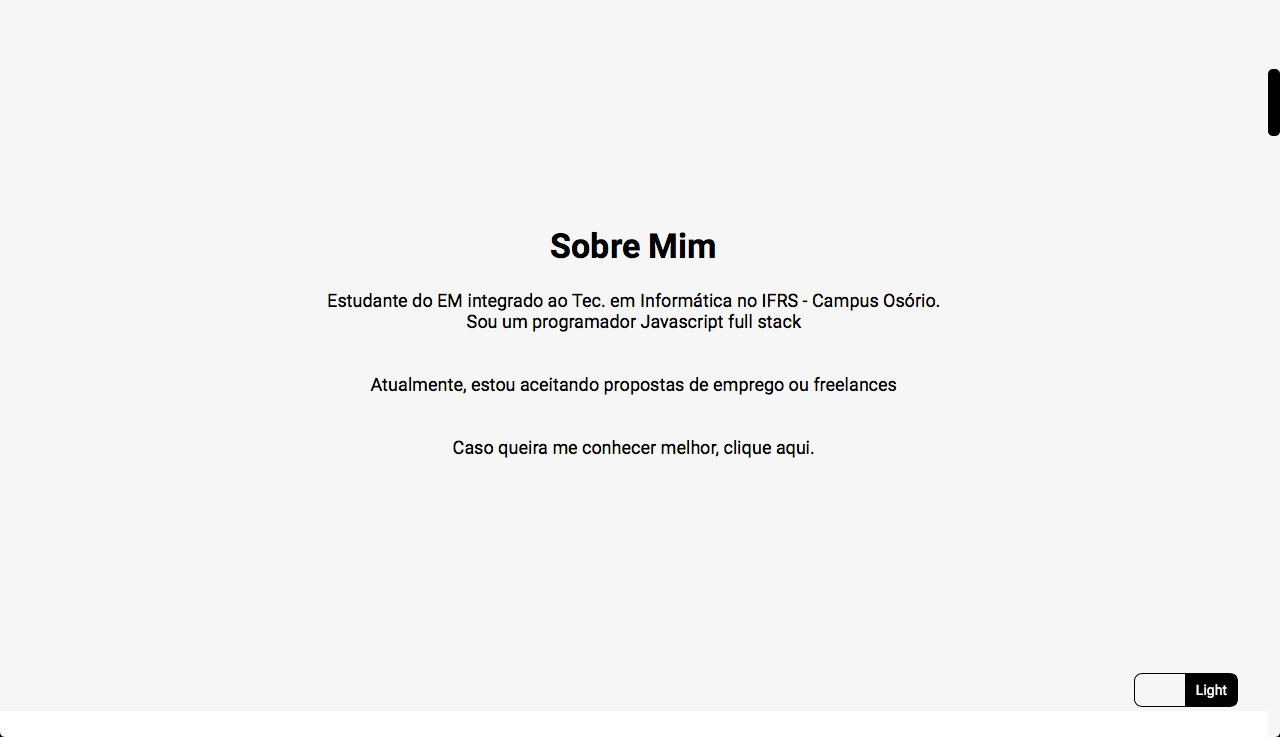 Sobre Mim
Estudante do EM integrado ao Tec. em Informática no IFRS - Campus Osório.
Sou um programador Javascript full stack
Atualmente, estou aceitando propostas de emprego ou freelances
Caso queira me conhecer melhor, clique aqui.
Light